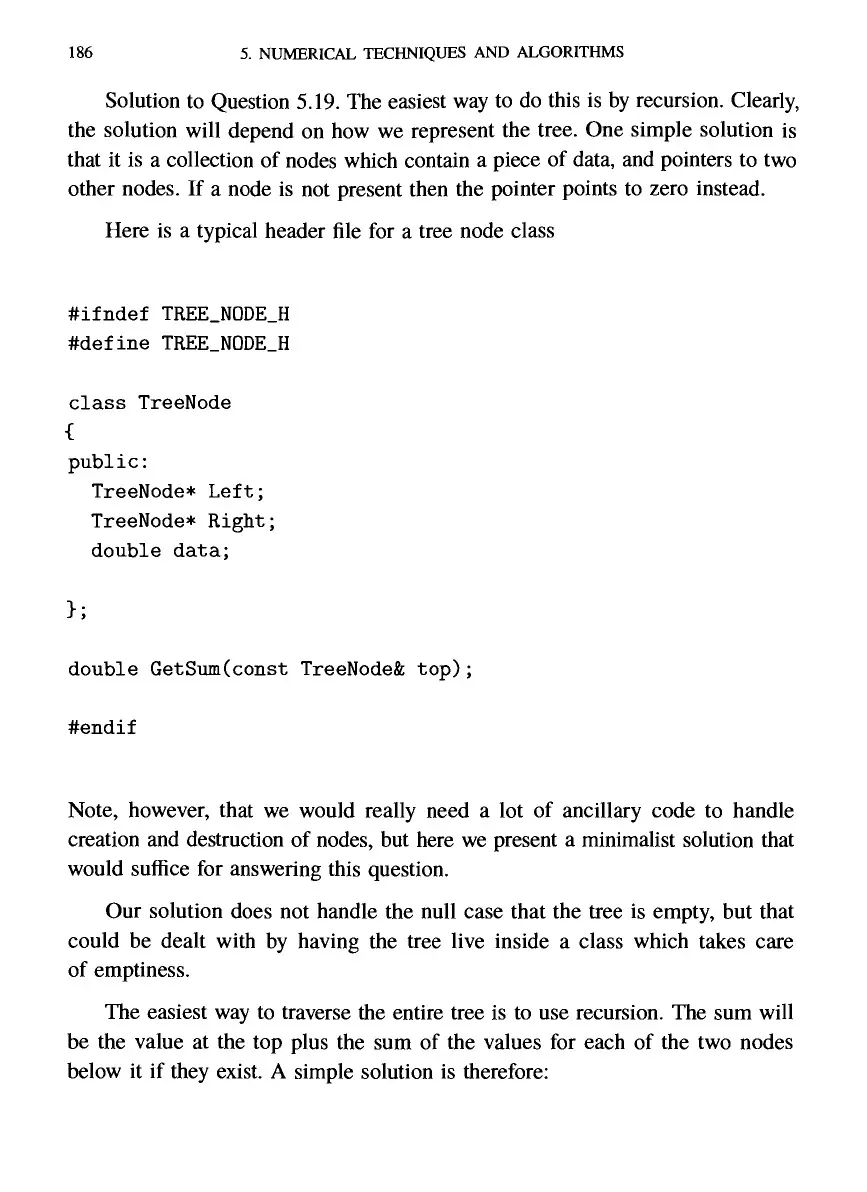 186 5. NUMERICAL TECHNIQUES AND ALGORITHMS
Solution to Question 5.19. The easiest way to do this is by recursion. Clearly,
the solution will depend on how we represent the tree. One simple solution is
that it is a collection of nodes which contain a piece of data, and pointers to two
other nodes. If a node is not present then the pointer points to zero instead.
Here is a typical header file for a tree node class
#ifndef TREE_NODE_H
#define TREE_NODE_H
class TreeNode
{
public:
TreeNode* Left;
TreeNode* Right;
double data;
};
double GetSum(const TreeNode& top);
#endif
Note, however, that we would really need a lot of ancillary code to handle
creation and destruction of nodes, but here we present a minimalist solution that
would suffice for answering this question.
Our solution does not handle the null case that the tree is empty, but that
could be dealt with by having the tree live inside a class which takes care
of emptiness.
The easiest way to traverse the entire tree is to use recursion. The sum will
be the value at the top plus the sum of the values for each of the two nodes
below it if they exist. A simple solution is therefore: